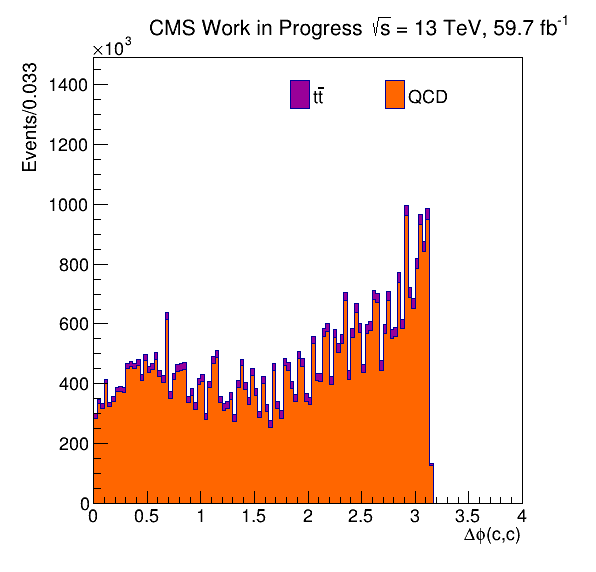 CMS Work in Progress √s = 13 TeV, 59.7 fb⁻¹
×10³
Events/0.033
tt̄
QCD
1400
1200
1000
800
600
400
200
0
0 0.5 1 1.5 2 2.5 3 3.5 4
Δϕ(c,c)